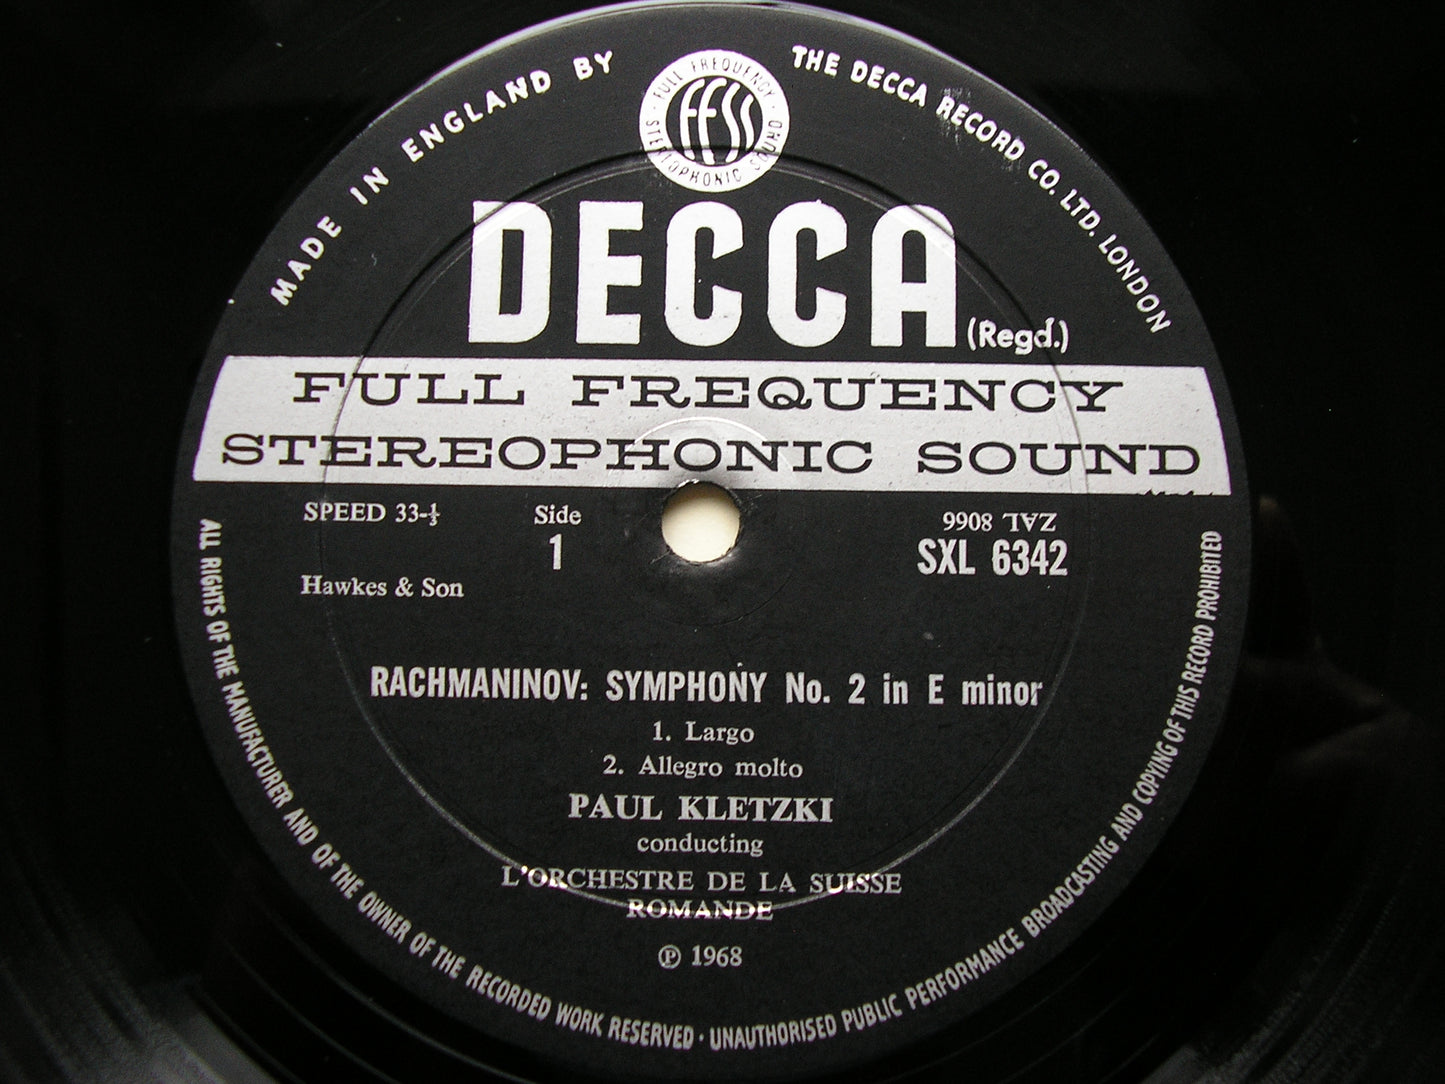 MADE IN ENGLAND BY
THE DECCA RECORD CO. LTD. LONDON
FULL FREQUENCY
STEREOPHONIC SOUND
FFSS
DECCA
(Regd.)
FULL FREQUENCY
STEREOPHONIC SOUND
SPEED 33-⅓
Side
1
ZAL 8066
SXL 6342
Hawkes & Son
RACHMANINOV: SYMPHONY No. 2 in E minor
1. Largo
2. Allegro molto
PAUL KLETZKI
conducting
L'ORCHESTRE DE LA SUISSE
ROMANDE
℗ 1968
ALL RIGHTS OF THE MANUFACTURER AND OF THE OWNER OF THE RECORDED WORK RESERVED · UNAUTHORISED PUBLIC PERFORMANCE BROADCASTING AND COPYING OF THIS RECORD PROHIBITED